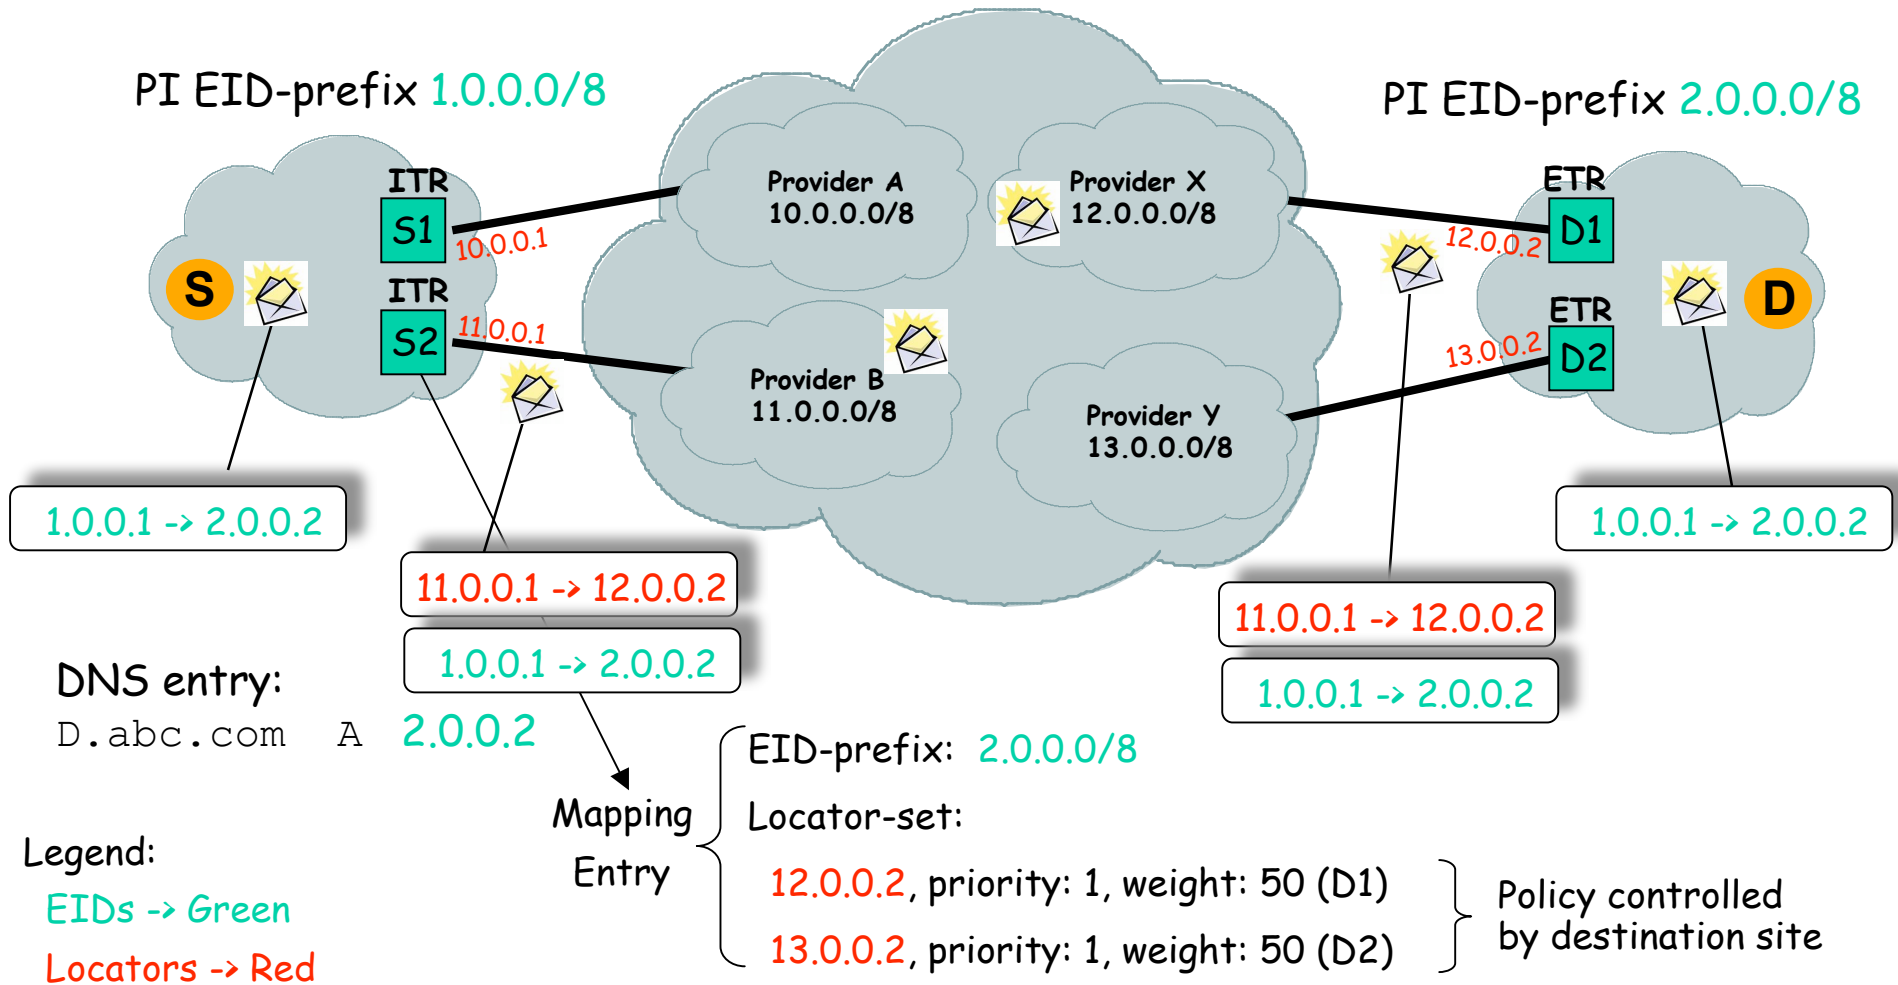 PI EID-prefix 1.0.0.0/8
PI EID-prefix 2.0.0.0/8
ITR
S1
10.0.0.1
ITR
S2
11.0.0.1
S
Provider A
10.0.0.0/8
Provider X
12.0.0.0/8
Provider B
11.0.0.0/8
Provider Y
13.0.0.0/8
ETR
D1
12.0.0.2
ETR
D2
13.0.0.2
D
1.0.0.1 -> 2.0.0.2
11.0.0.1 -> 12.0.0.2
1.0.0.1 -> 2.0.0.2
11.0.0.1 -> 12.0.0.2
1.0.0.1 -> 2.0.0.2
1.0.0.1 -> 2.0.0.2
DNS entry:
D.abc.com A 2.0.0.2
Mapping
Entry
EID-prefix: 2.0.0.0/8
Locator-set:
12.0.0.2, priority: 1, weight: 50 (D1)
13.0.0.2, priority: 1, weight: 50 (D2)
Policy controlled
by destination site
Legend:
EIDs -> Green
Locators -> Red